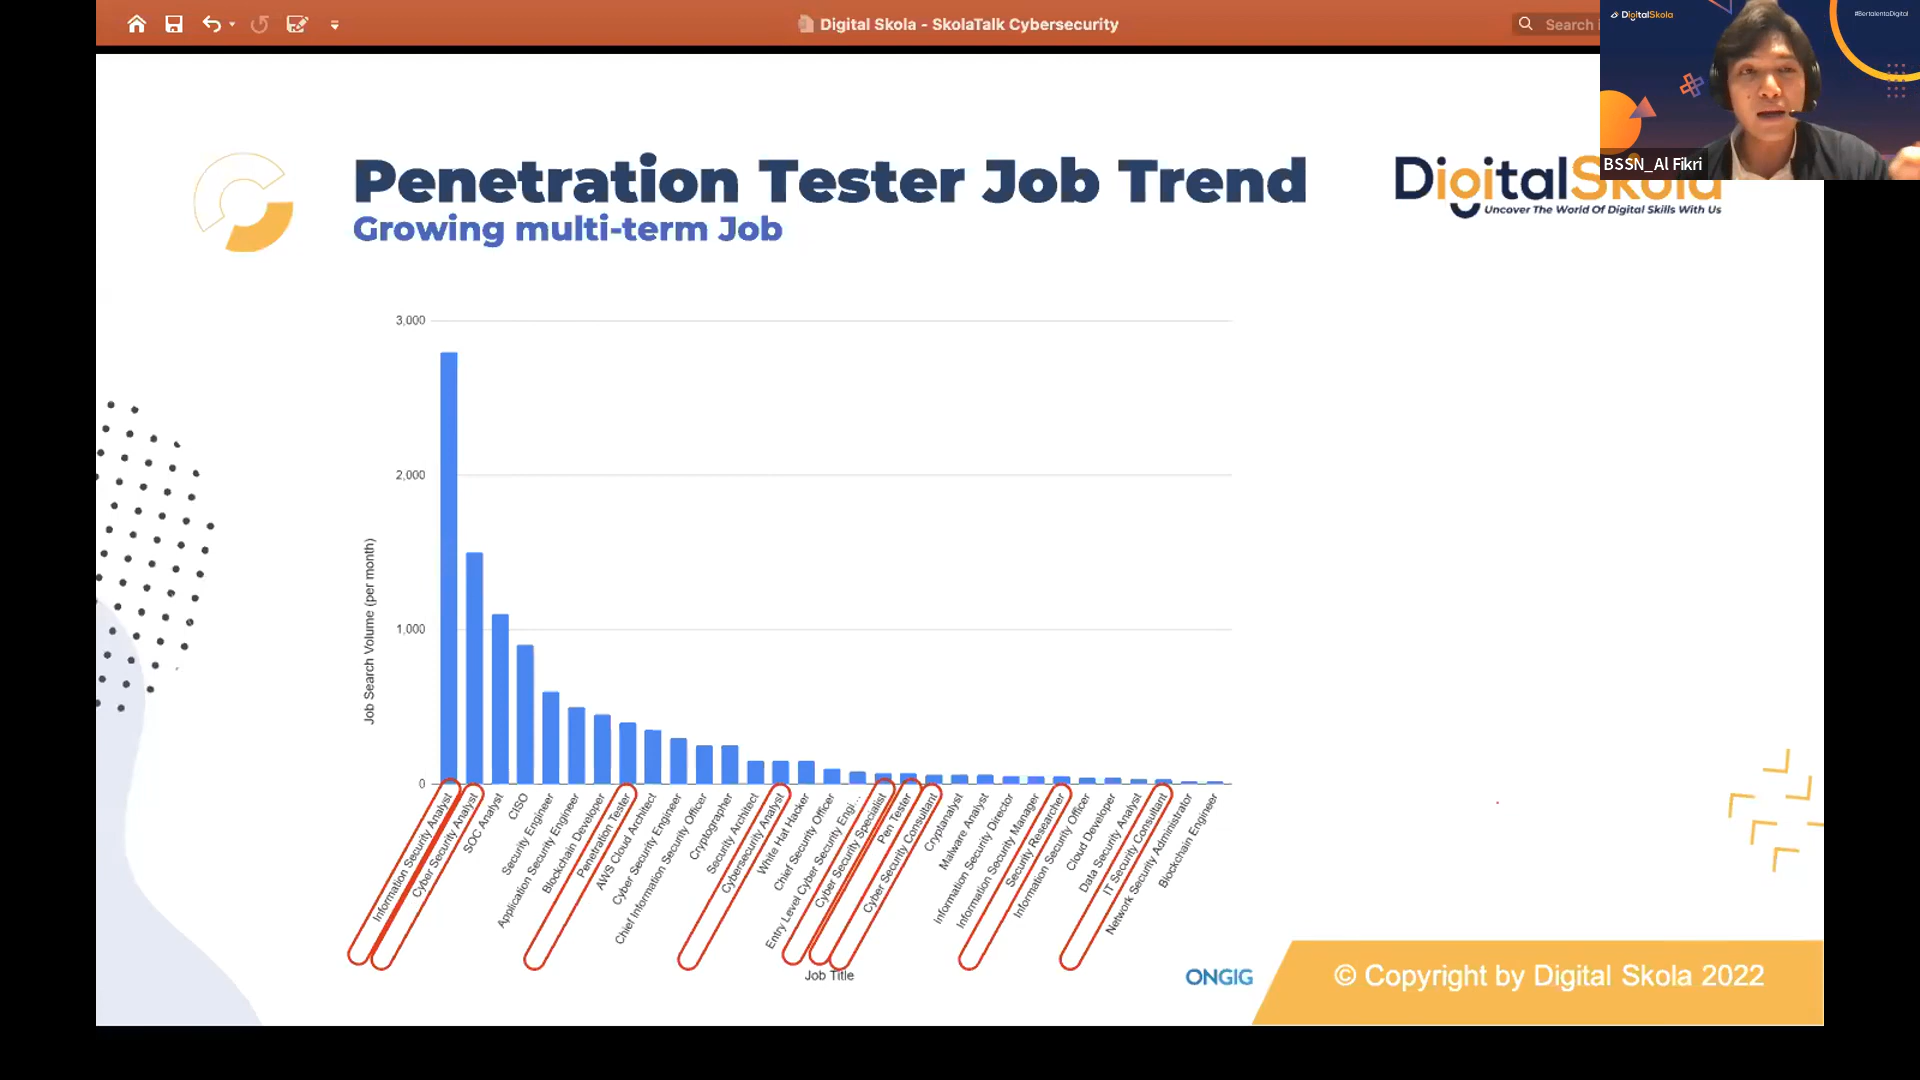 Digital Skola - SkolaTalk Cybersecurity
Search i
DigitalSkola
#BertalentaDigital
BSSN_Al Fikri
Penetration Tester Job Trend
Growing multi-term Job
DigitalSkola
Uncover The World Of Digital Skills With Us
3,000
2,000
1,000
0
Job Search Volume (per month)
Information Security Analyst
Cyber Security Analyst
SOC Analyst
CISO
Security Engineer
Application Security Engineer
Blockchain Developer
Penetration Tester
AWS Cloud Architect
Cyber Security Engineer
Chief Information Security Officer
Cryptographer
Security Architect
Cybersecurity Analyst
White Hat Hacker
Chief Security Officer
Entry Level Cyber Security Engi…
Cyber Security Specialist
Pen Tester
Cyber Security Consultant
Cryptanalyst
Malware Analyst
Information Security Director
Information Security Manager
Security Researcher
Information Security Officer
Cloud Developer
Data Security Analyst
IT Security Consultant
Network Security Administrator
Blockchain Engineer
Job Title
ONGIG
© Copyright by Digital Skola 2022